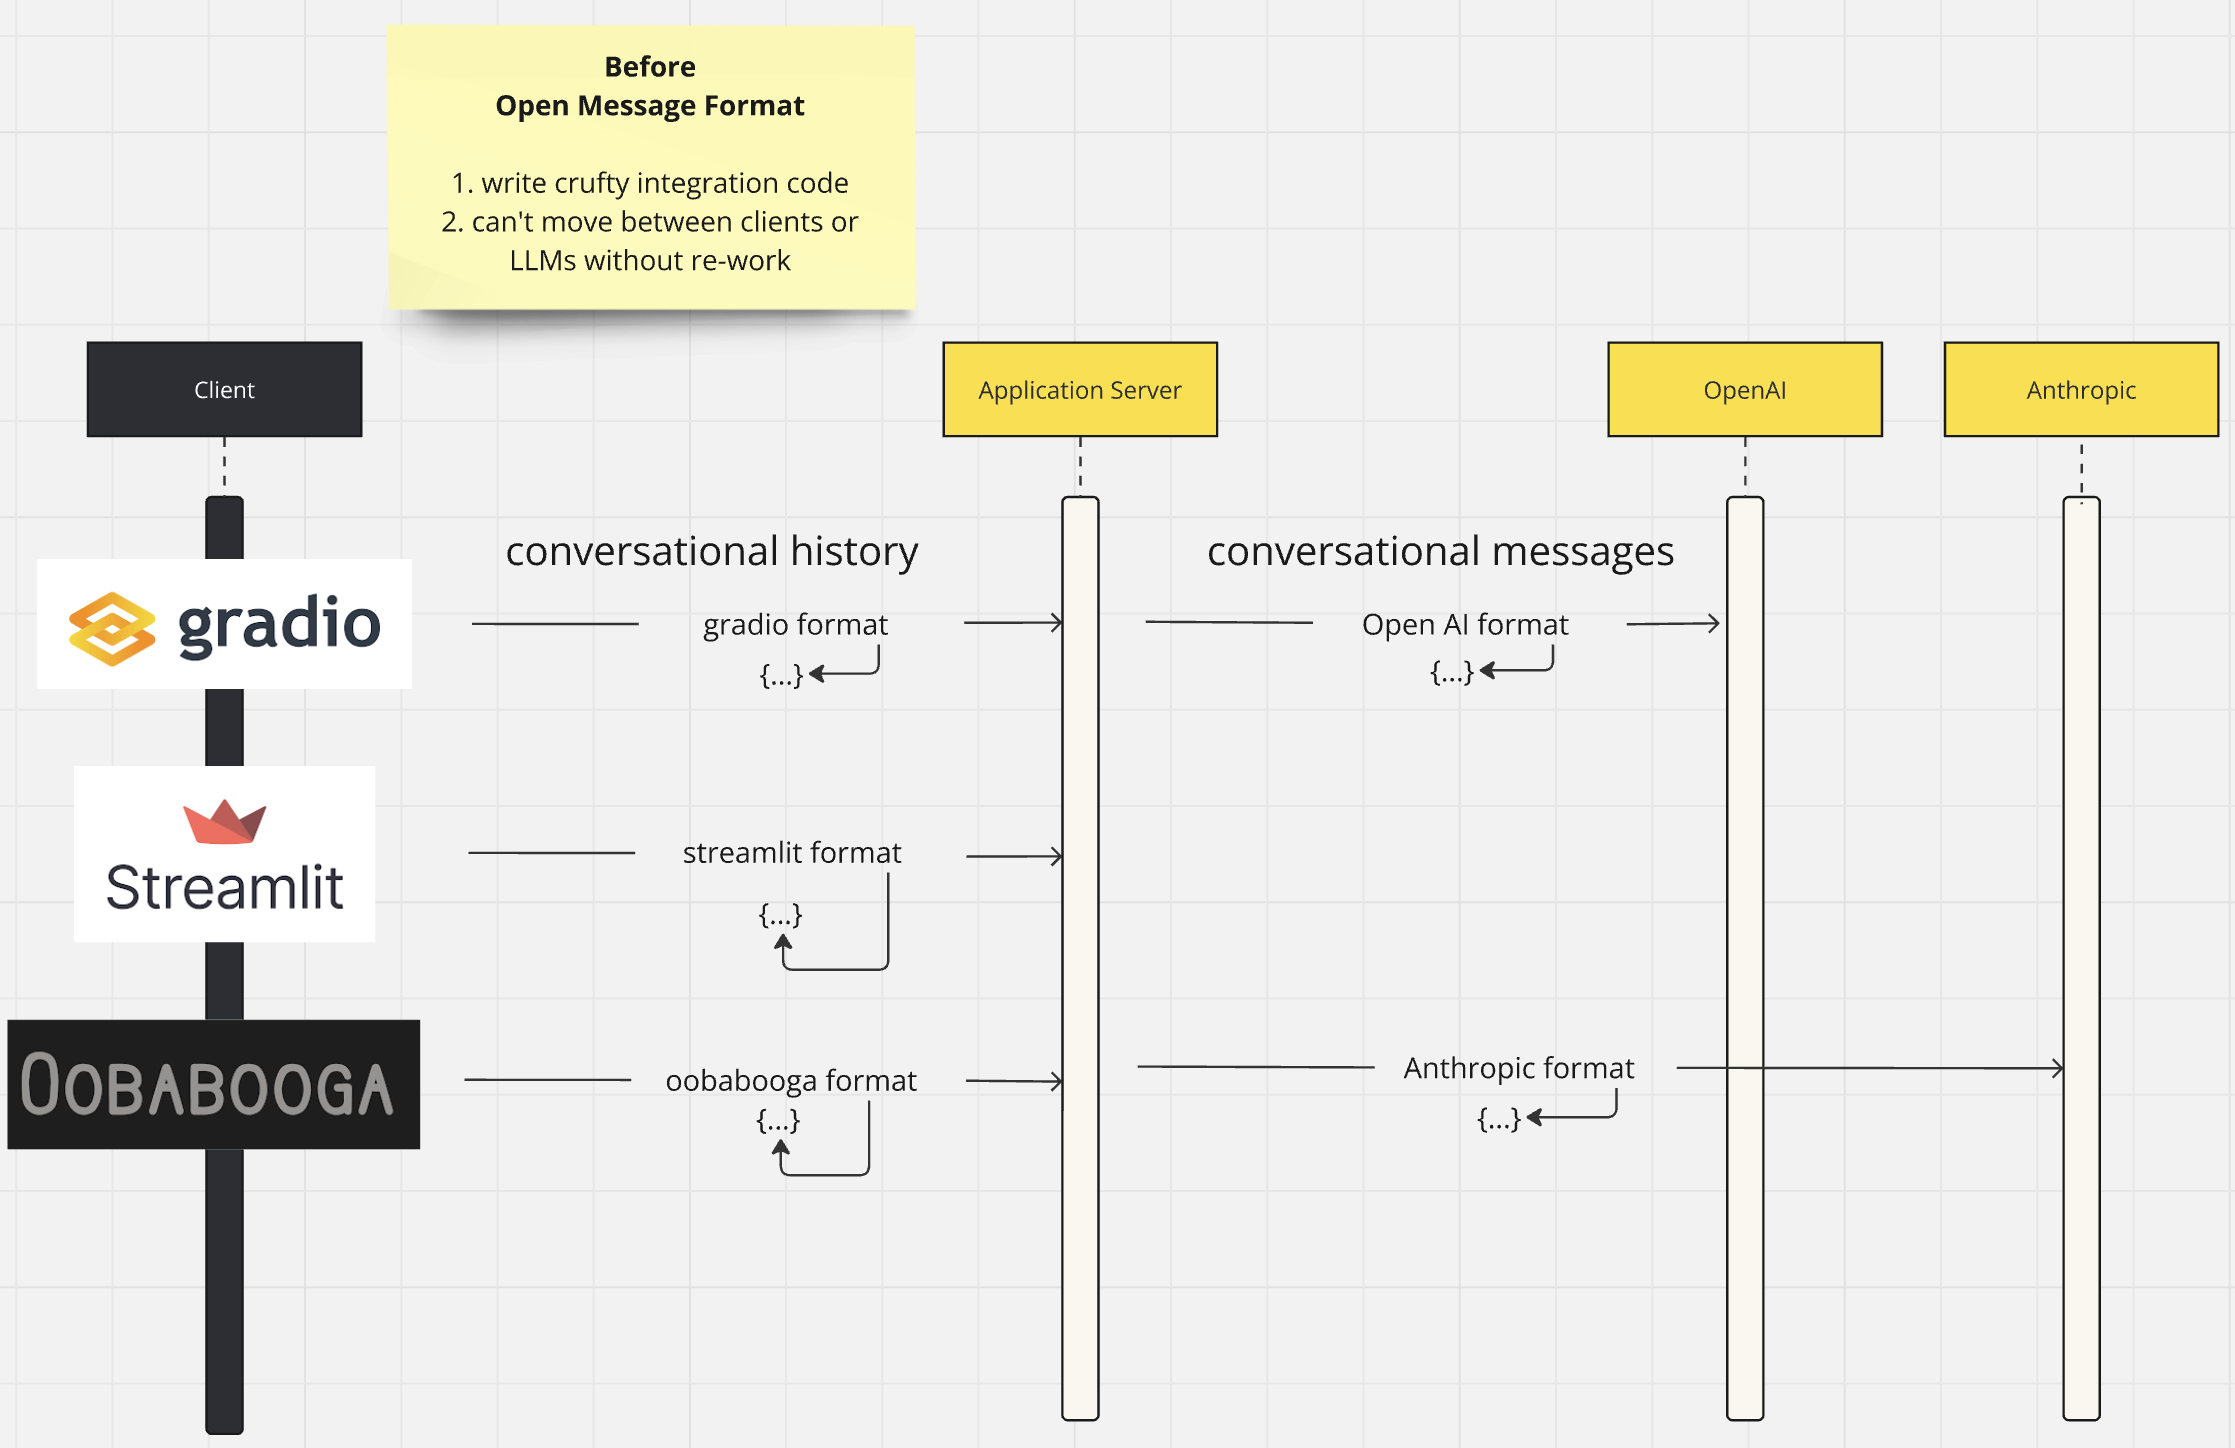 Before
Open Message Format
1. write crufty integration code
2. can't move between clients or
LLMs without re-work
Client
Application Server
OpenAI
Anthropic
conversational history
conversational messages
gradio
gradio format
{...}
Open AI format
{...}
Streamlit
streamlit format
{...}
OOBABOOGA
oobabooga format
{...}
Anthropic format
{...}